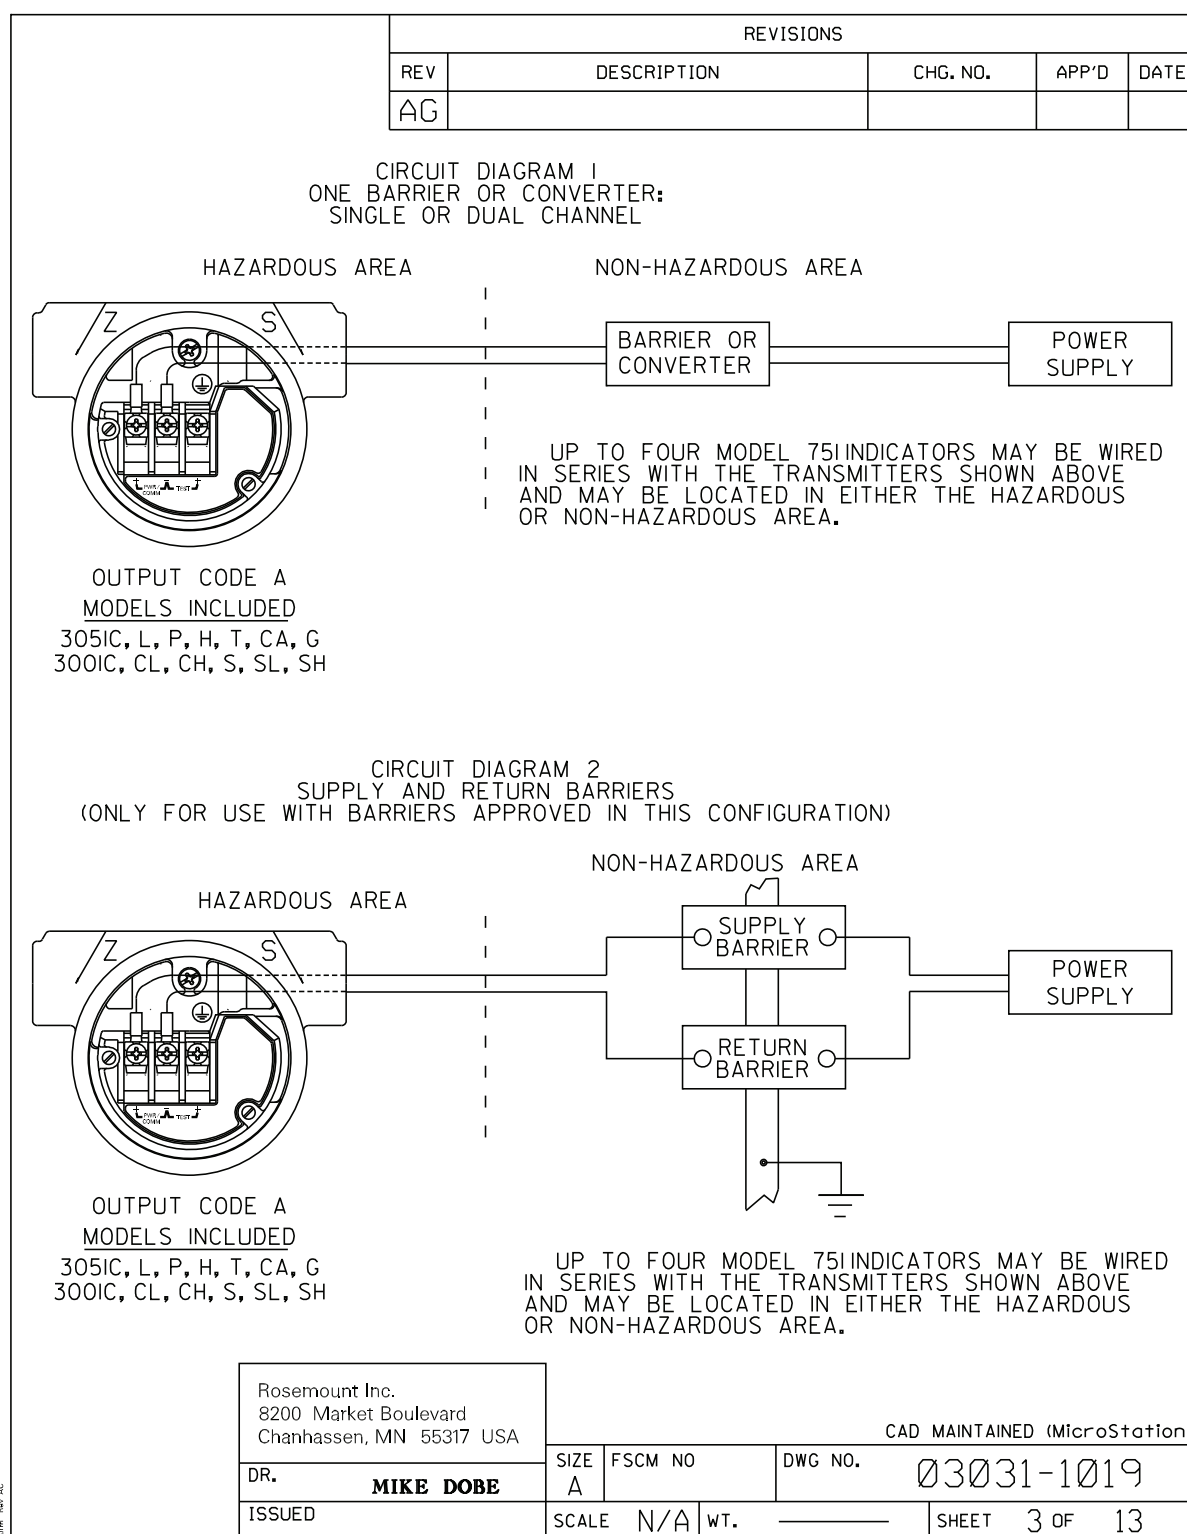 REVISIONS
REV DESCRIPTION CHG. NO. APP'D DATE
AG
CIRCUIT DIAGRAM 1
ONE BARRIER OR CONVERTER:
SINGLE OR DUAL CHANNEL
HAZARDOUS AREA NON-HAZARDOUS AREA
Z S
BARRIER OR
CONVERTER
POWER
SUPPLY
+ PWR/ COMM - TEST +
UP TO FOUR MODEL 751 INDICATORS MAY BE WIRED
IN SERIES WITH THE TRANSMITTERS SHOWN ABOVE
AND MAY BE LOCATED IN EITHER THE HAZARDOUS
OR NON-HAZARDOUS AREA.
OUTPUT CODE A
MODELS INCLUDED
3051C, L, P, H, T, CA, G
3001C, CL, CH, S, SL, SH
CIRCUIT DIAGRAM 2
SUPPLY AND RETURN BARRIERS
(ONLY FOR USE WITH BARRIERS APPROVED IN THIS CONFIGURATION)
NON-HAZARDOUS AREA
HAZARDOUS AREA
Z S
SUPPLY
BARRIER
POWER
SUPPLY
RETURN
BARRIER
+ PWR/ COMM - TEST +
OUTPUT CODE A
MODELS INCLUDED
3051C, L, P, H, T, CA, G
3001C, CL, CH, S, SL, SH
UP TO FOUR MODEL 751 INDICATORS MAY BE WIRED
IN SERIES WITH THE TRANSMITTERS SHOWN ABOVE
AND MAY BE LOCATED IN EITHER THE HAZARDOUS
OR NON-HAZARDOUS AREA.
Rosemount Inc.
8200 Market Boulevard
Chanhassen, MN 55317 USA
CAD MAINTAINED (MicroStation
DR. MIKE DOBE
SIZE A FSCM NO DWG NO. 03031-1019
ISSUED
SCALE N/A WT. SHEET 3 OF 13
Rev AC